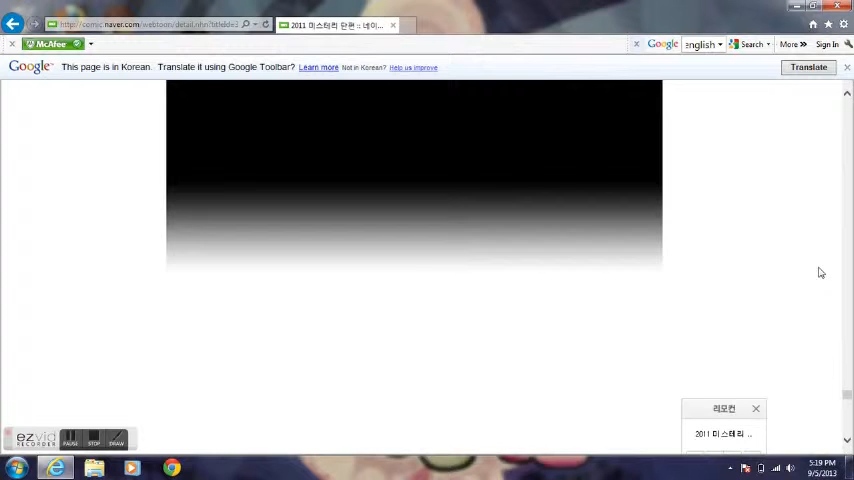 http://comic.naver.com/webtoon/detail.nhn?titleId=3
2011 미스터리 단편 :: 네이...
McAfee
Google
english
Search
More »
Sign In
Google
This page is in Korean. Translate it using Google Toolbar? Learn more Not in Korean? Help us improve
Translate
리모컨
2011 미스테리 ..
ezvid
RECORDER
PAUSE
STOP
DRAW
5:19 PM
9/5/2013